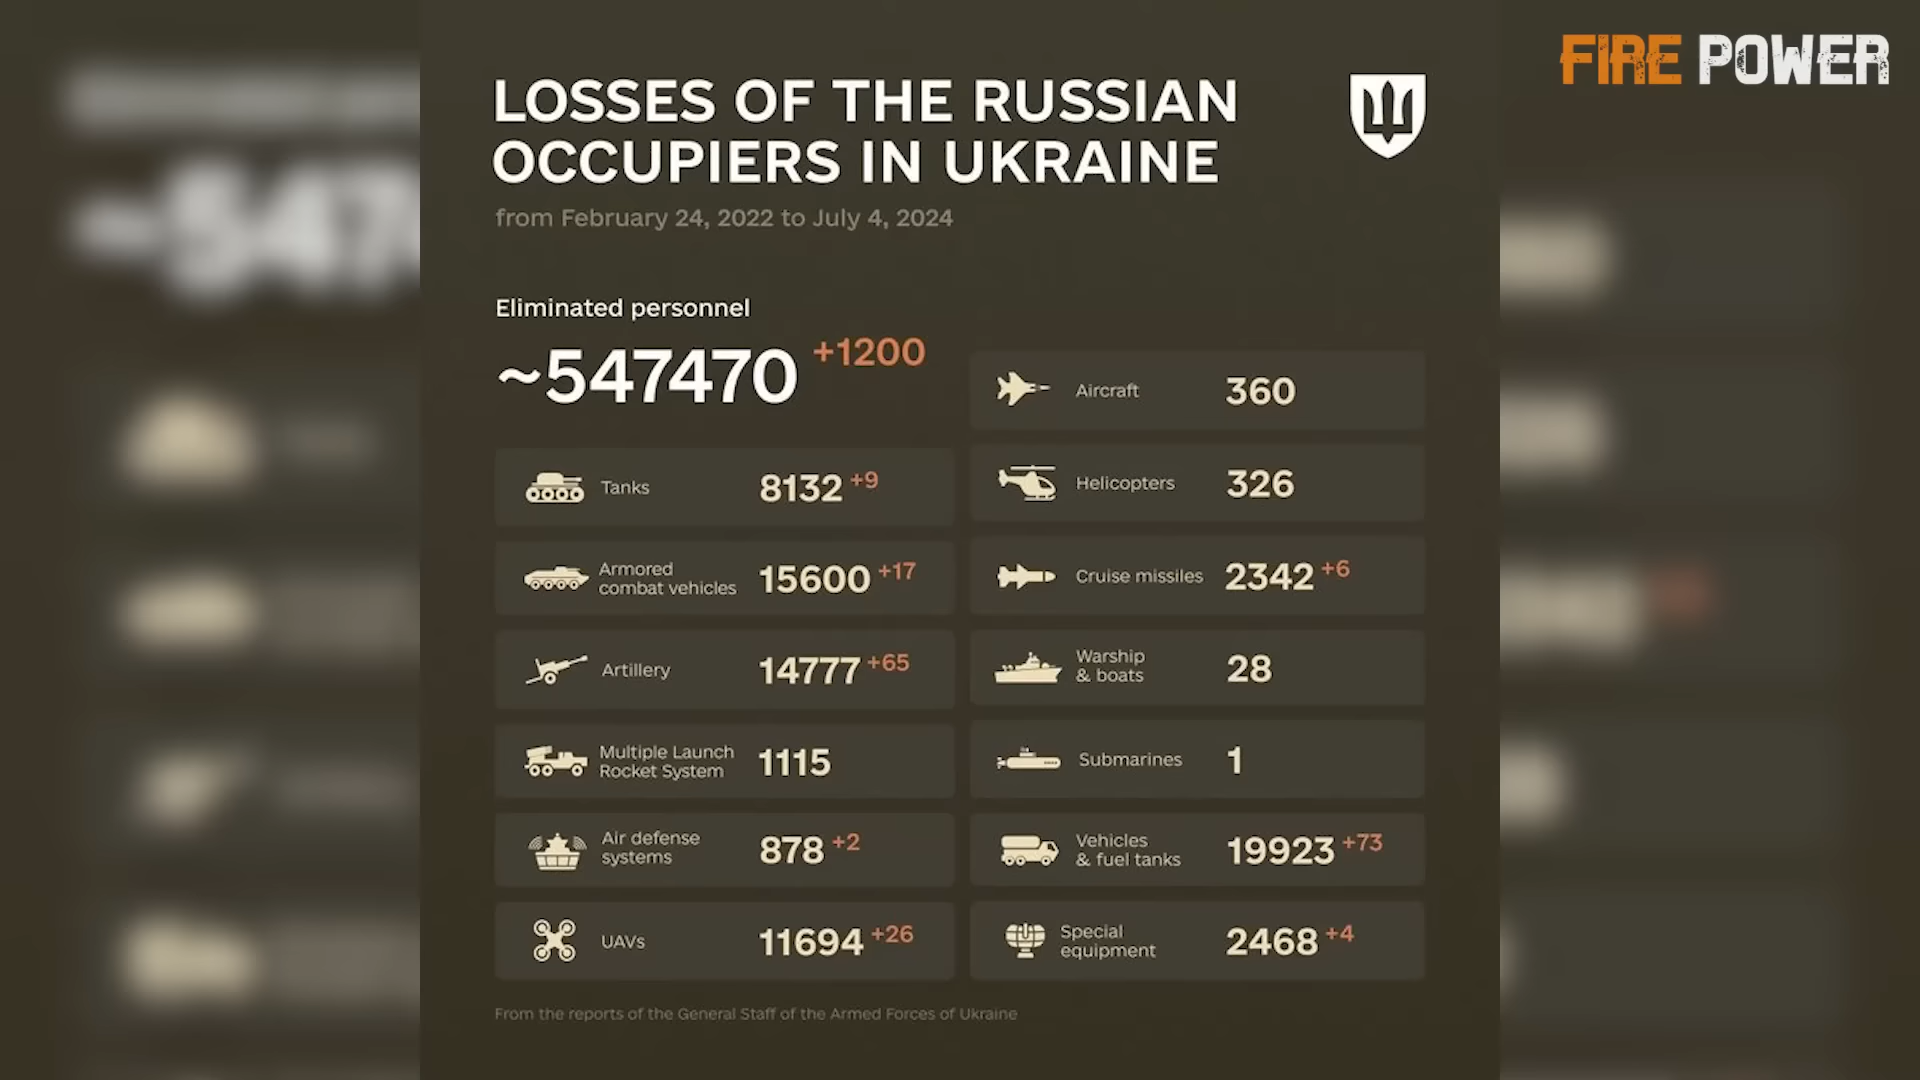 FIRE POWER
LOSSES OF THE RUSSIAN
OCCUPIERS IN UKRAINE
from February 24, 2022 to July 4, 2024
Eliminated personnel
~547470 +1200
Tanks 8132 +9
Armored
combat vehicles 15600 +17
Artillery 14777 +65
Multiple Launch
Rocket System 1115
Air defense
systems 878 +2
UAVs 11694 +26
Aircraft 360
Helicopters 326
Cruise missiles 2342 +6
Warship
& boats 28
Submarines 1
Vehicles
& fuel tanks 19923 +73
Special
equipment 2468 +4
From the reports of the General Staff of the Armed Forces of Ukraine